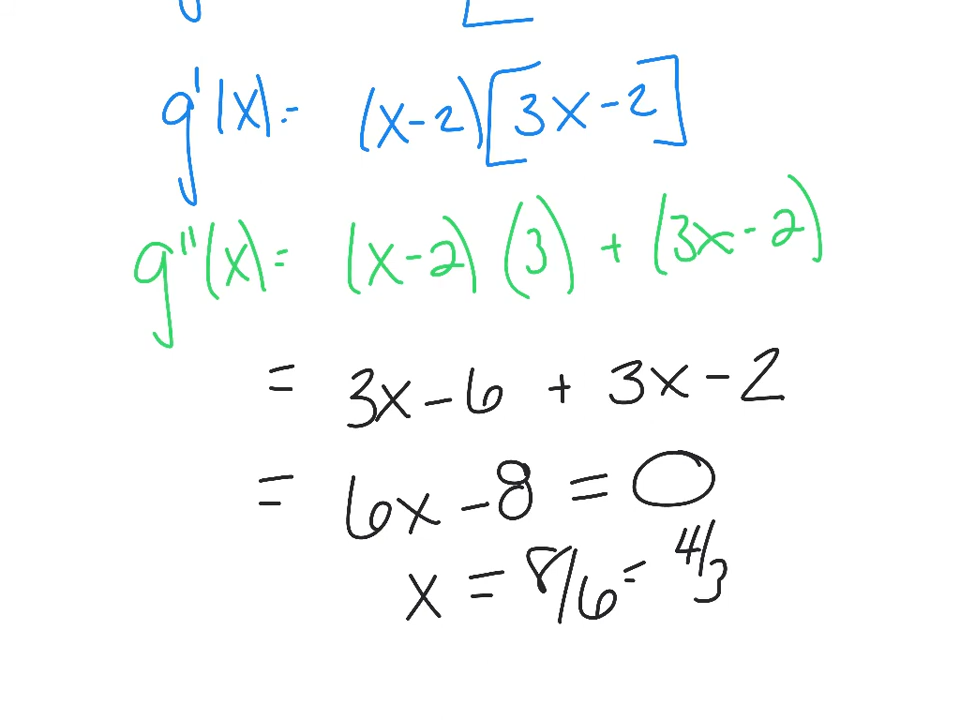 g'(x) = (x-2)[3x-2]
g''(x) = (x-2) (3) + (3x-2)
= 3x-6 + 3x-2
= 6x-8 = 0
x = 8/6 = 4/3